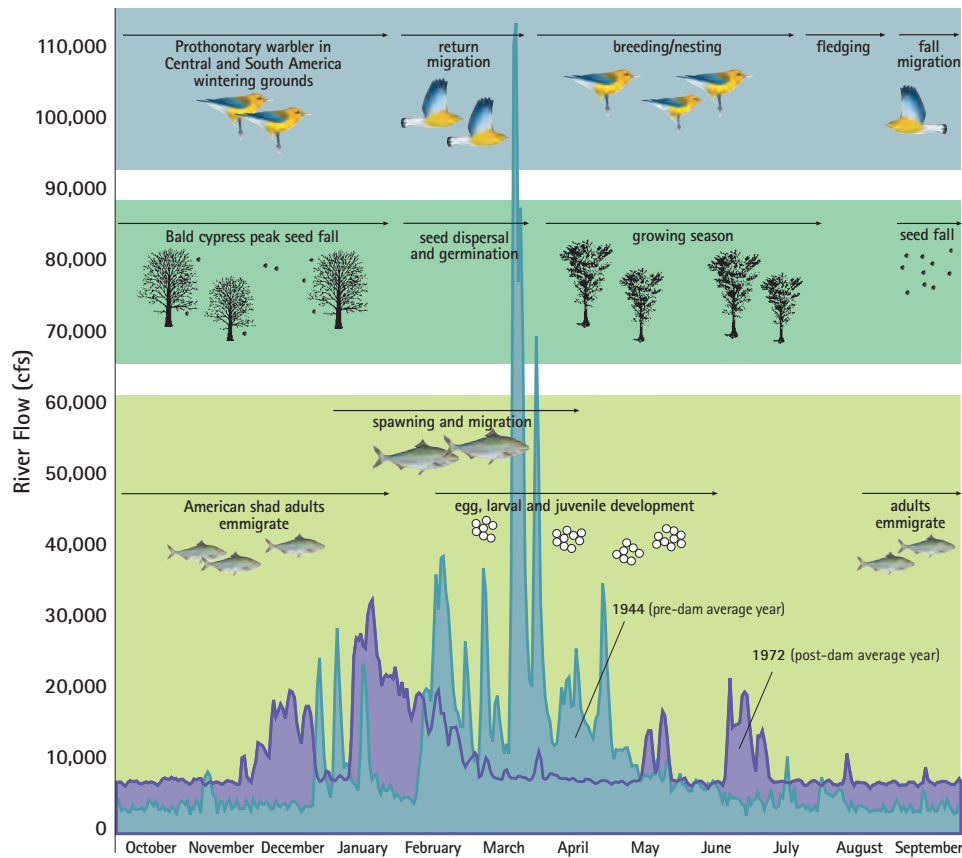 110,000
100,000
90,000
80,000
70,000
60,000
50,000
40,000
30,000
20,000
10,000
0
River Flow (cfs)
Prothonotary warbler in
Central and South America
wintering grounds
return
migration
breeding/nesting
fledging
fall
migration
Bald cypress peak seed fall
seed dispersal
and germination
growing season
seed fall
spawning and migration
American shad adults
emmigrate
egg, larval and juvenile development
adults
emmigrate
1944 (pre-dam average year)
1972 (post-dam average year)
October November December January February March April May June July August September